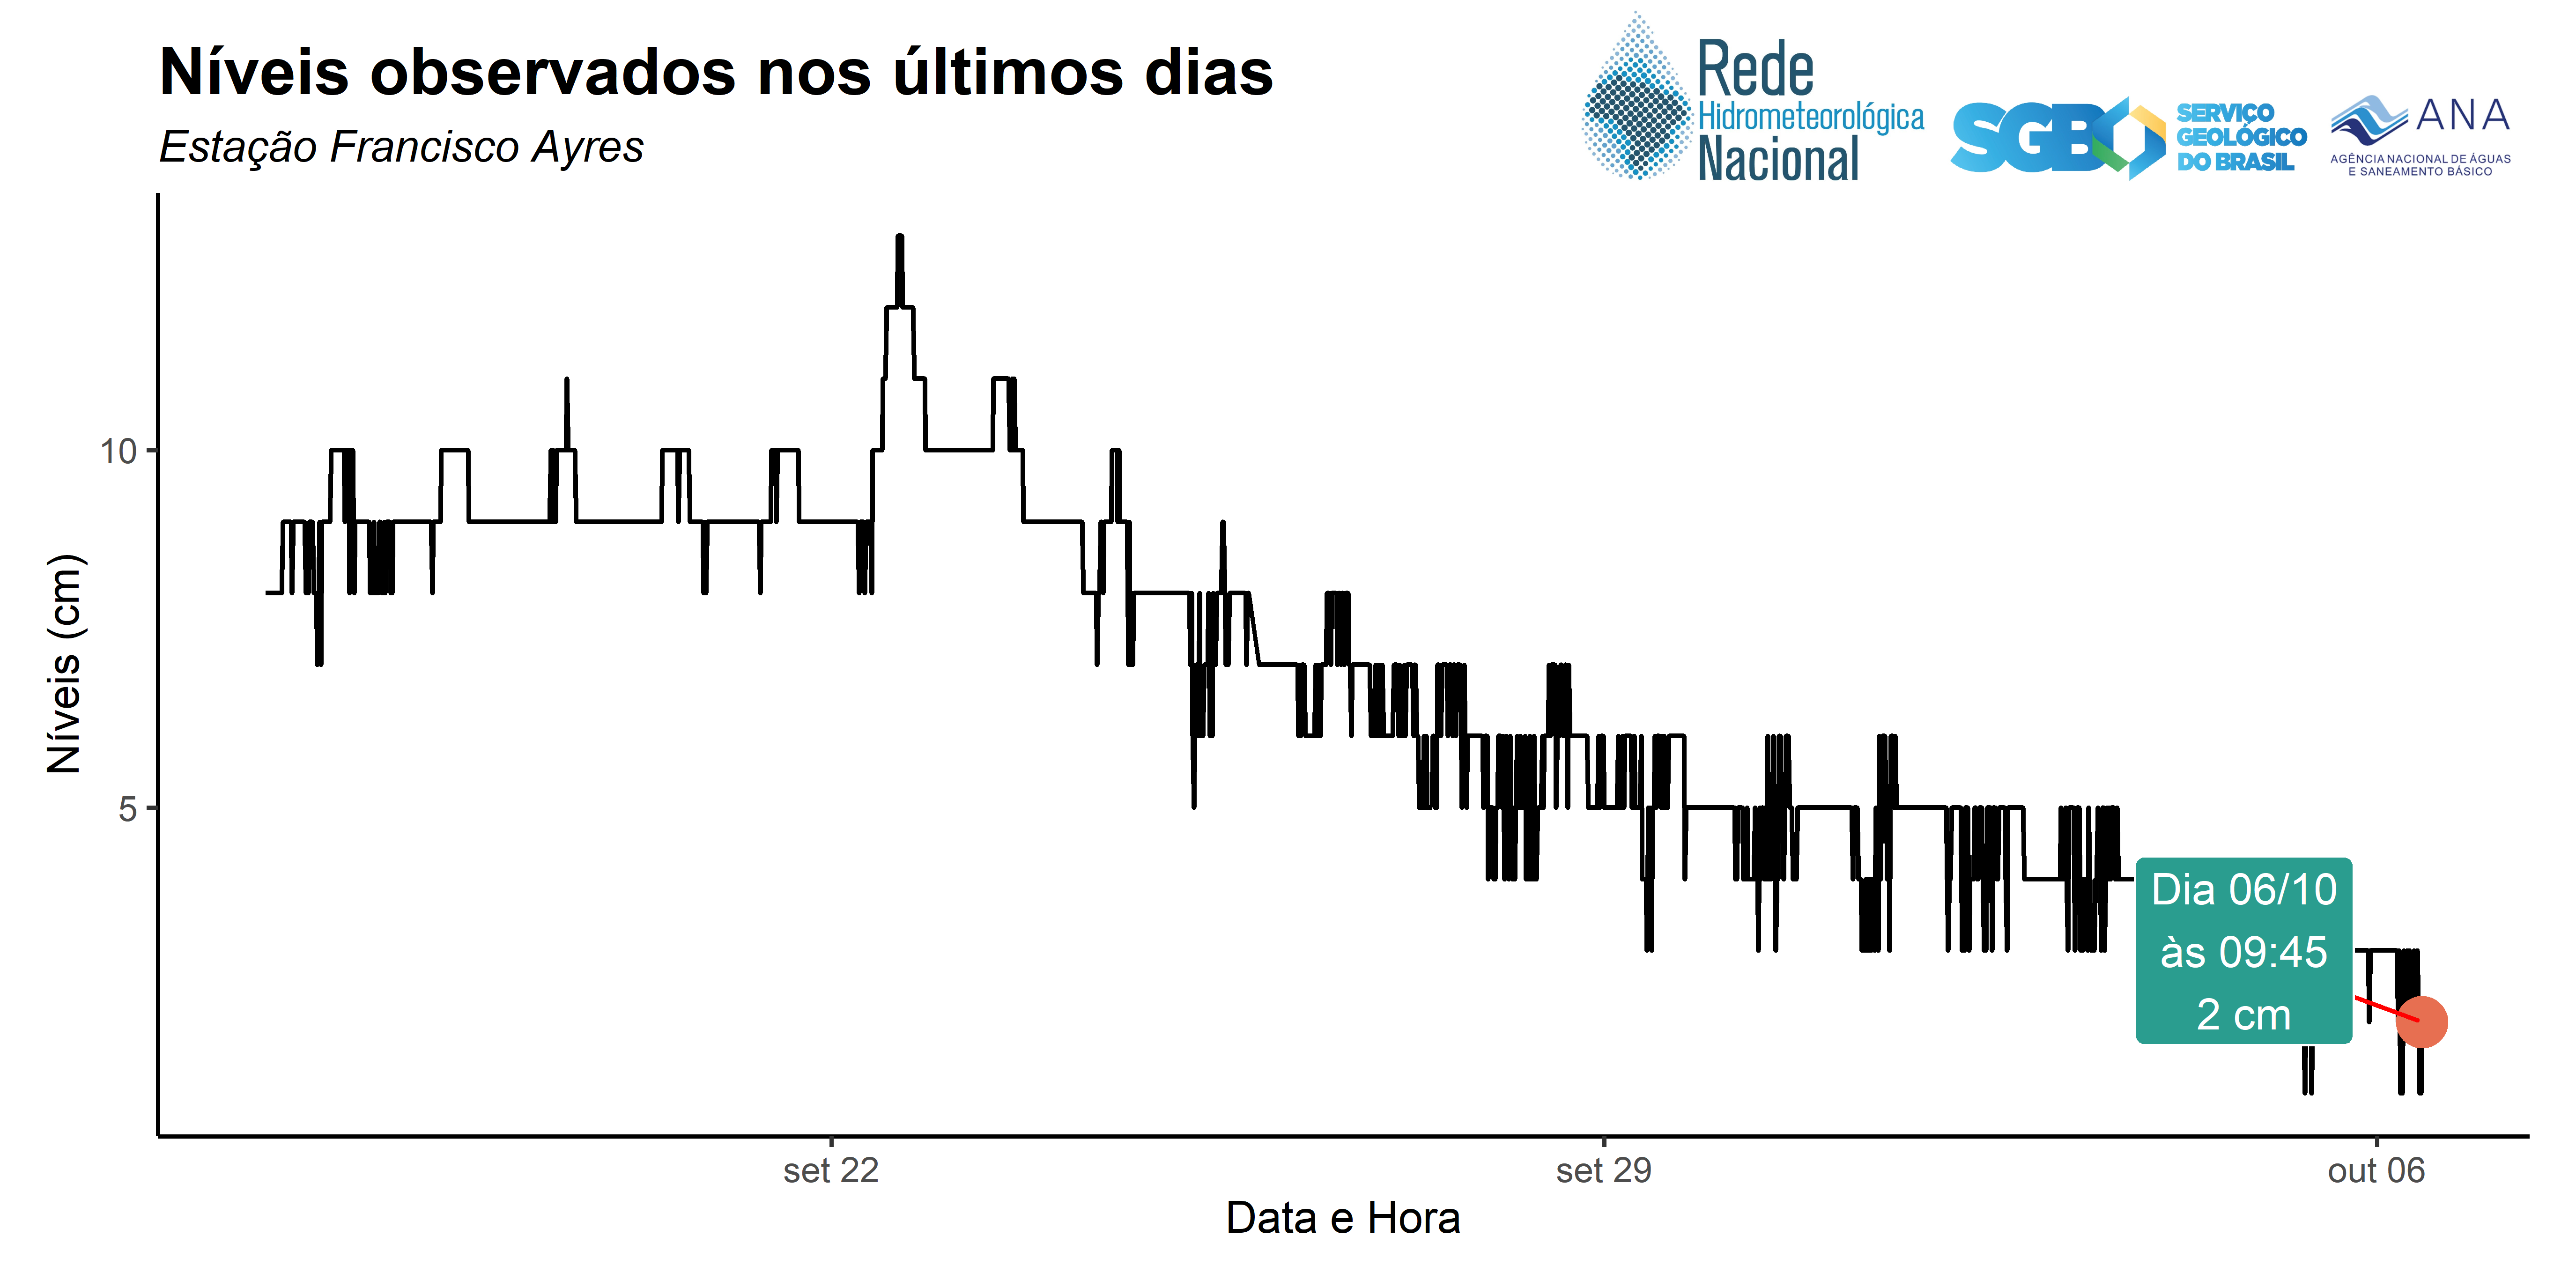 Níveis observados nos últimos dias
Estação Francisco Ayres
Rede
Hidrometeorológica
Nacional
SGB
SERVIÇO
GEOLÓGICO
DO BRASIL
ANA
AGÊNCIA NACIONAL DE ÁGUAS
E SANEAMENTO BÁSICO
Níveis (cm)
10
5
Dia 06/10
às 09:45
2 cm
set 22
set 29
out 06
Data e Hora